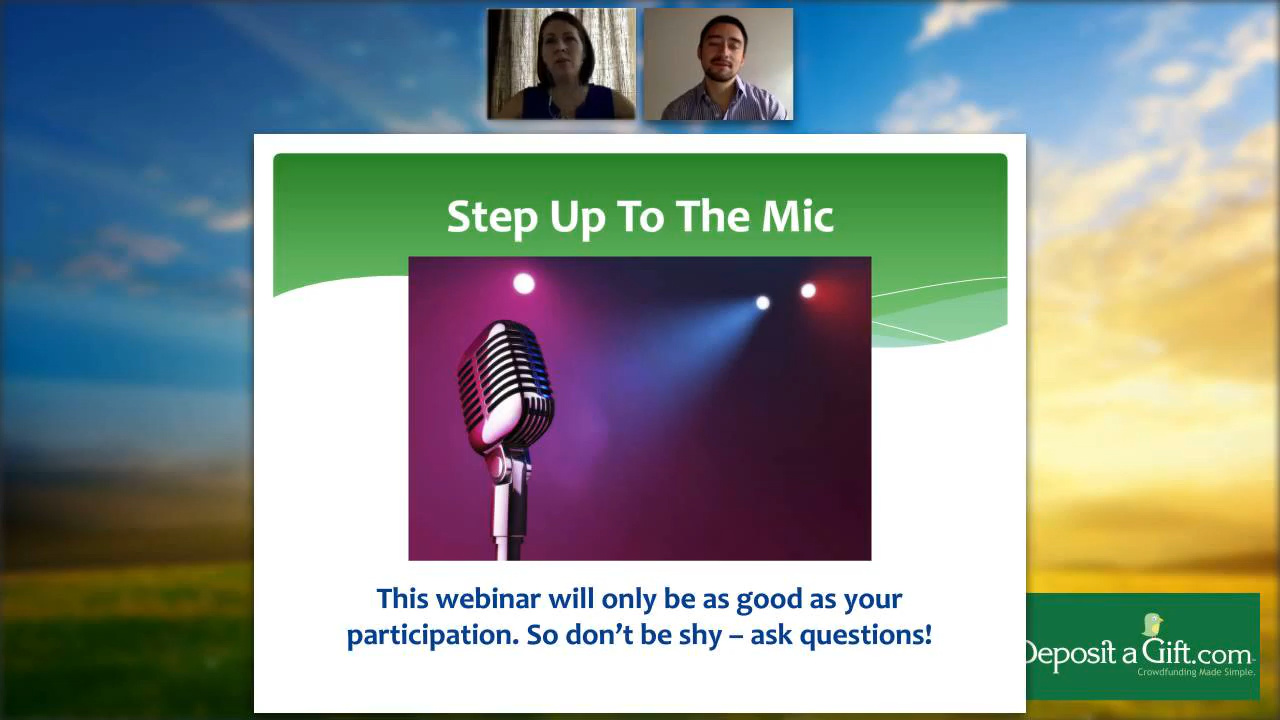 Step Up To The Mic
This webinar will only be as good as your
participation. So don't be shy – ask questions!
Deposit a Gift.com
Crowdfunding Made Simple.